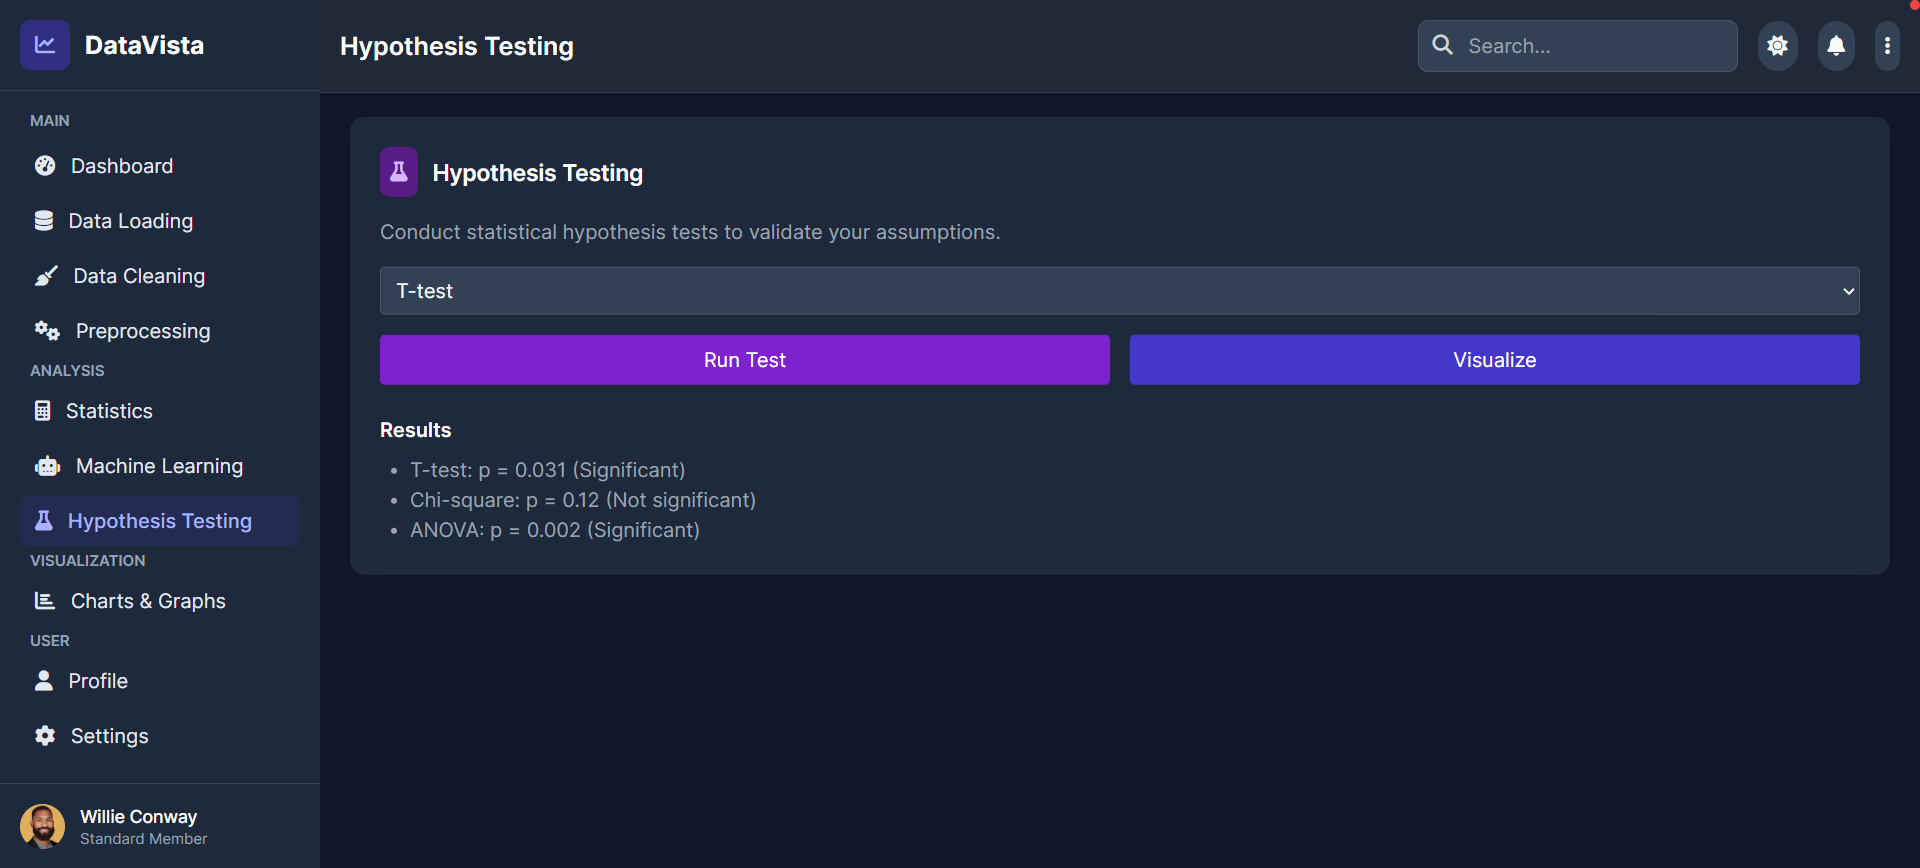 DataVista
MAIN
Dashboard
Data Loading
Data Cleaning
Preprocessing
ANALYSIS
Statistics
Machine Learning
Hypothesis Testing
VISUALIZATION
Charts & Graphs
USER
Profile
Settings
Willie Conway
Standard Member
Hypothesis Testing
Search...
Hypothesis Testing
Conduct statistical hypothesis tests to validate your assumptions.
T-test
Run Test
Visualize
Results
• T-test: p = 0.031 (Significant)
• Chi-square: p = 0.12 (Not significant)
• ANOVA: p = 0.002 (Significant)